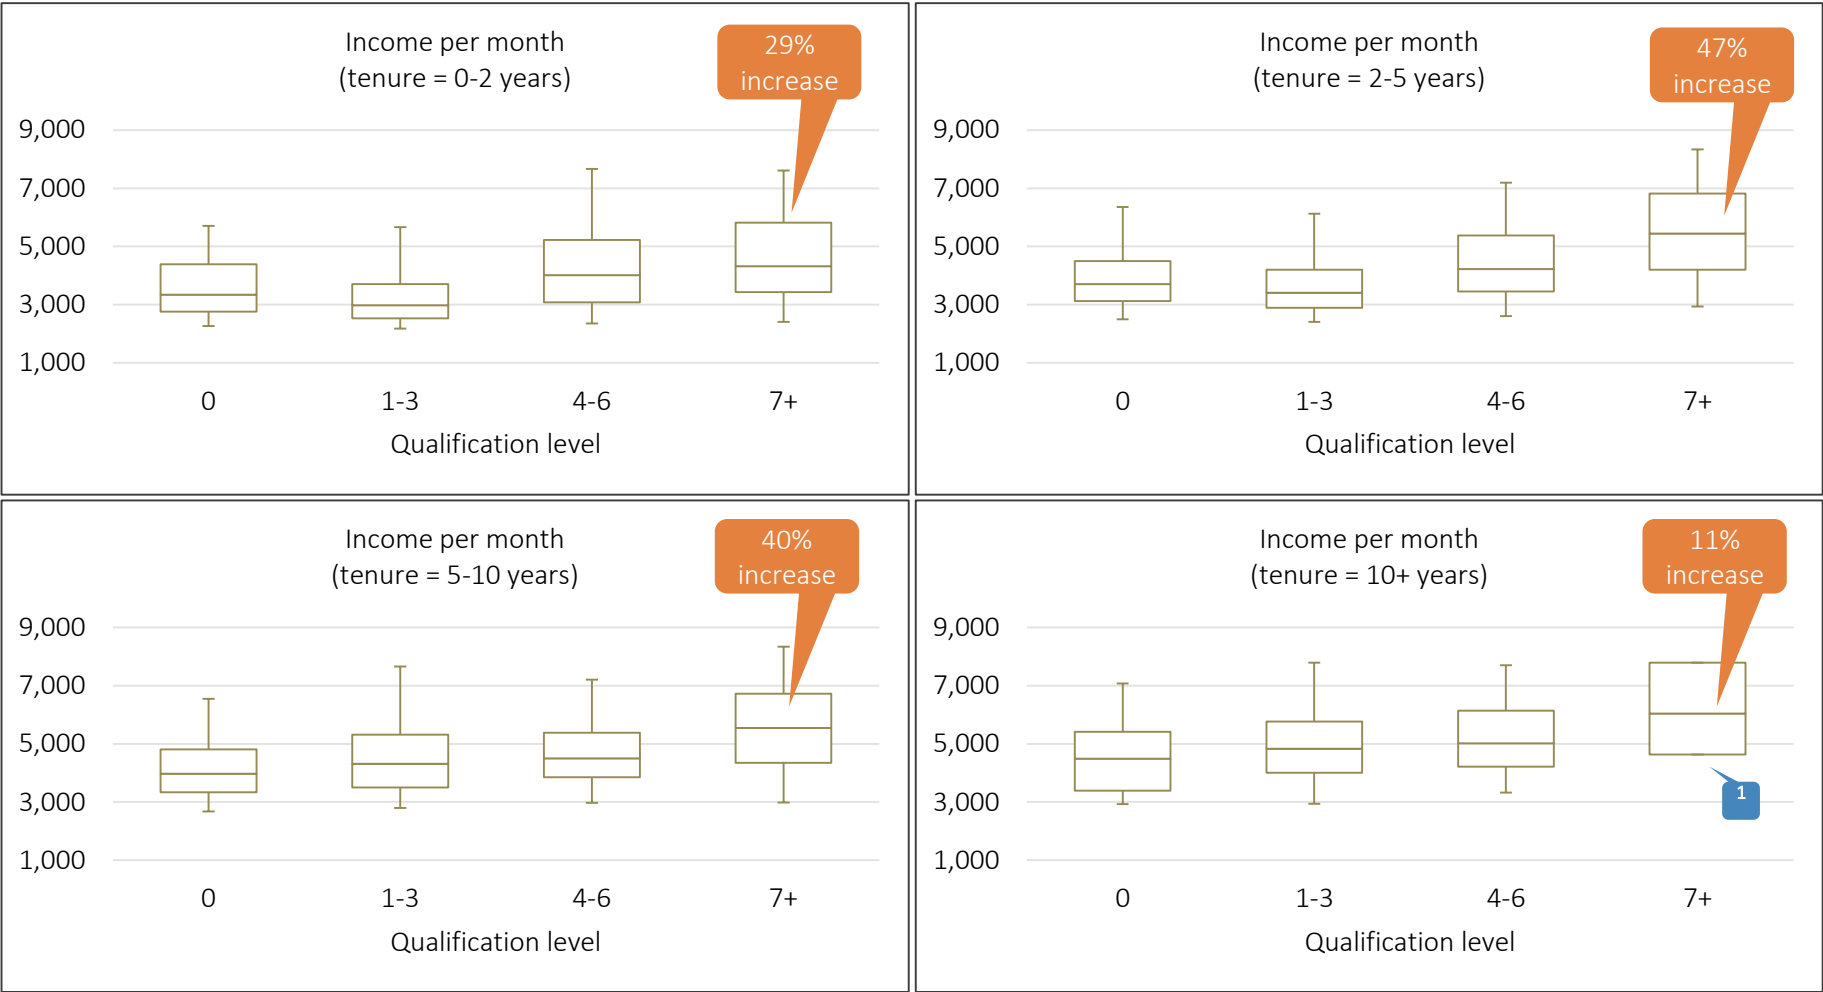 Income per month
(tenure = 0-2 years)
29%
increase
9,000
7,000
5,000
3,000
1,000
0
1-3
4-6
7+
Qualification level
Income per month
(tenure = 2-5 years)
47%
increase
9,000
7,000
5,000
3,000
1,000
0
1-3
4-6
7+
Qualification level
Income per month
(tenure = 5-10 years)
40%
increase
9,000
7,000
5,000
3,000
1,000
0
1-3
4-6
7+
Qualification level
Income per month
(tenure = 10+ years)
11%
increase
9,000
7,000
5,000
3,000
1,000
1
0
1-3
4-6
7+
Qualification level